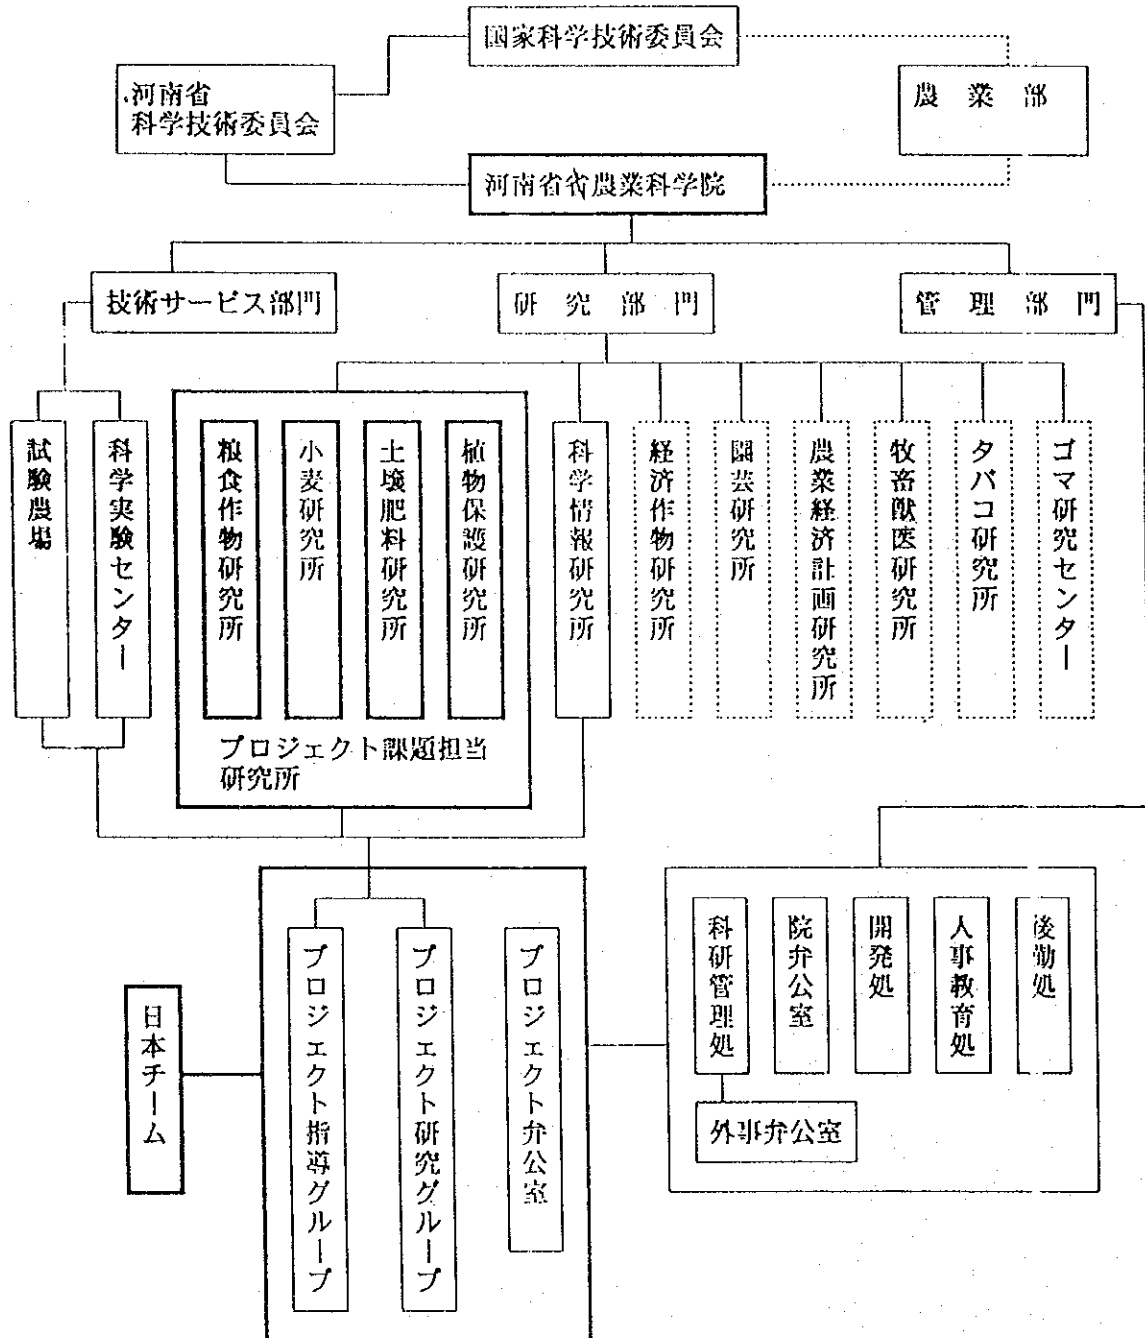 国家科学技術委員会
河南省
科学技術委員会
農業部
河南省省農業科学院
技術サービス部門
研究部門
管理部門
試験農場
科学実験センター
粮食作物研究所
小麦研究所
土壌肥料研究所
植物保護研究所
科学情報研究所
経済作物研究所
園芸研究所
農業経済計画研究所
牧畜獣医研究所
タバコ研究所
ゴマ研究センター
プロジェクト課題担当
研究所
日本チーム
プロジェクト指導グループ
プロジェクト研究グループ
プロジェクト弁公室
科研管理処
院弁公室
開発処
人事教育処
後勤処
外事弁公室